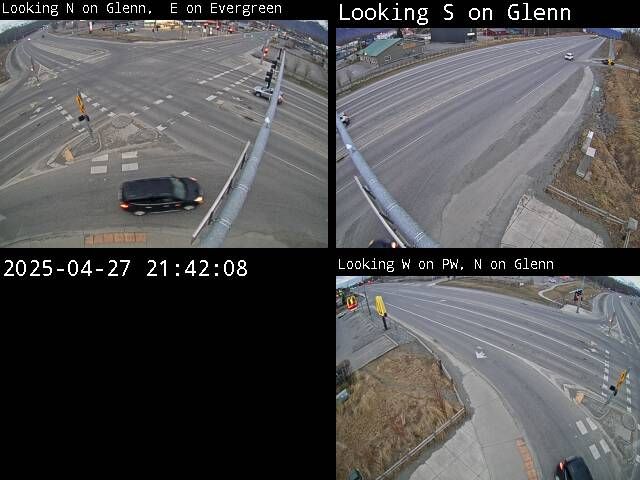 Looking N on Glenn,  E on Evergreen
Looking S on Glenn
2025-04-27 21:42:08
Looking W on PW, N on Glenn